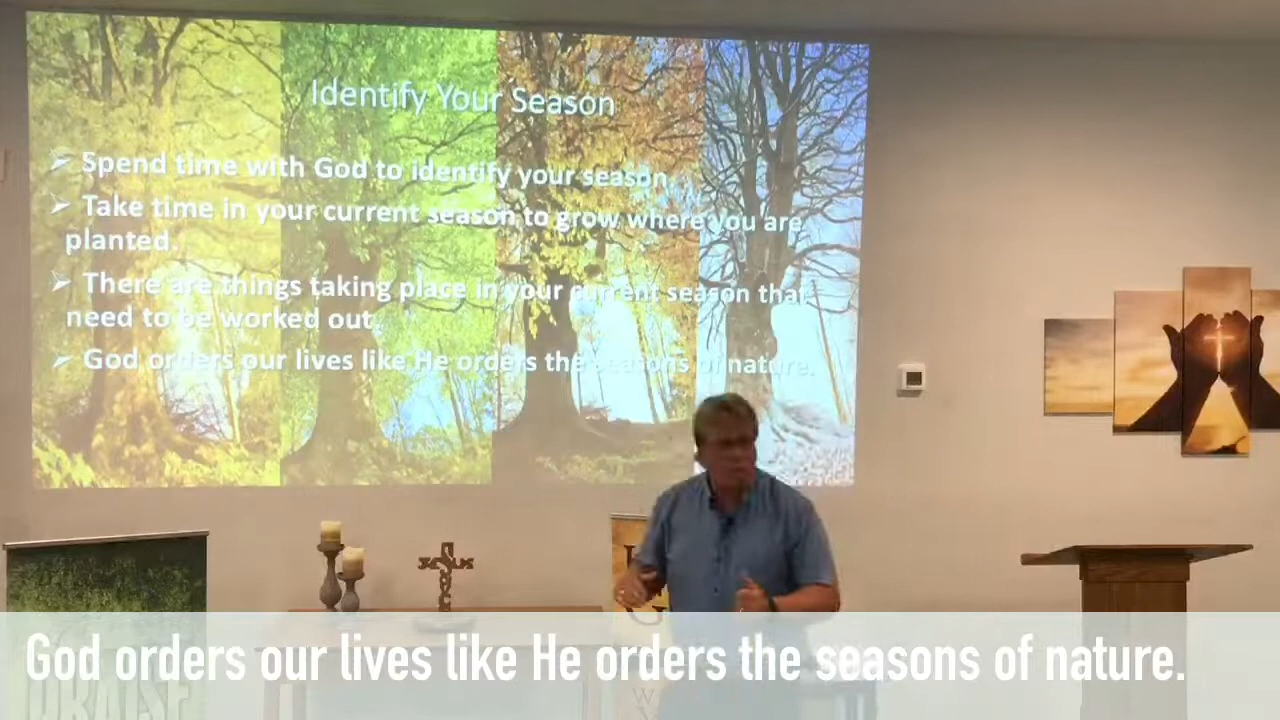 Identify Your Season
➢ Spend time with God to identify your season.
➢ Take time in your current season to grow where you are
planted.
➢ There are things taking place in your current season that
need to be worked out.
➢ God orders our lives like He orders the seasons of nature.
JESUS
God orders our lives like He orders the seasons of nature.
PRAISE